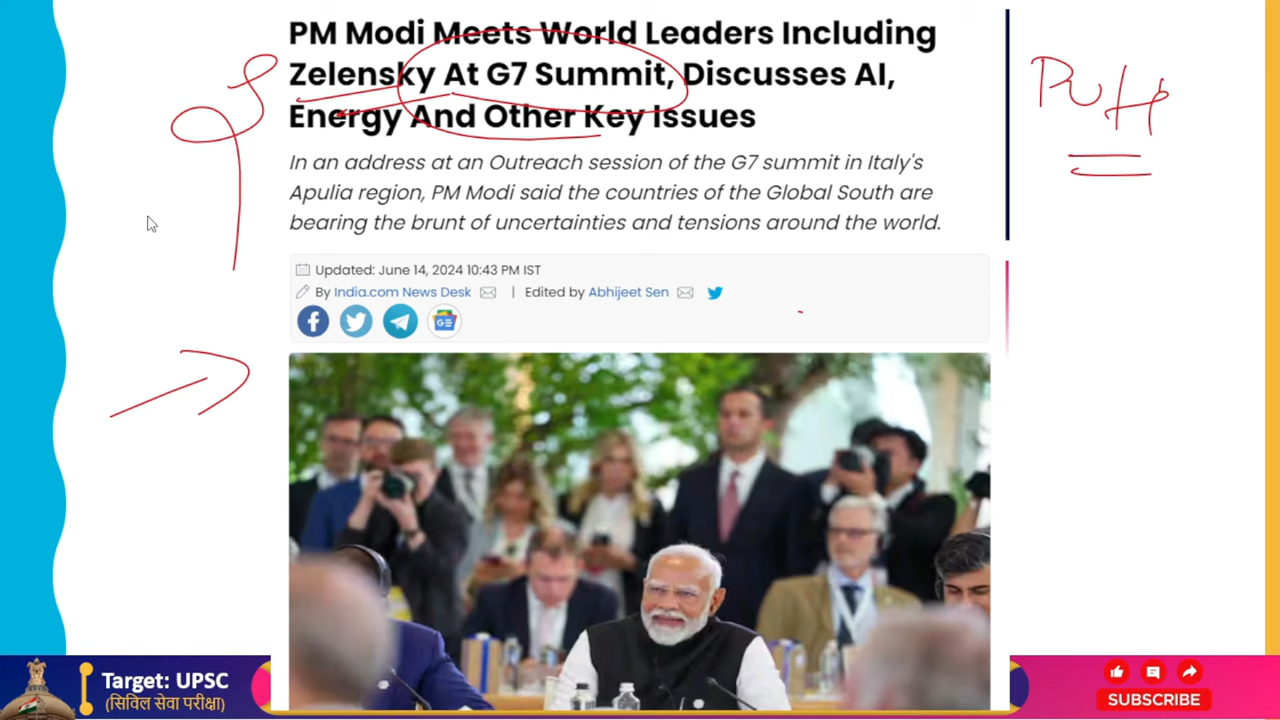 PM Modi Meets World Leaders Including
Zelensky At G7 Summit, Discusses AI,
Energy And Other Key Issues
In an address at an Outreach session of the G7 summit in Italy's
Apulia region, PM Modi said the countries of the Global South are
bearing the brunt of uncertainties and tensions around the world.
Updated: June 14, 2024 10:43 PM IST
By India.com News Desk | Edited by Abhijeet Sen
GE
Target: UPSC
(सिविल सेवा परीक्षा)
SUBSCRIBE